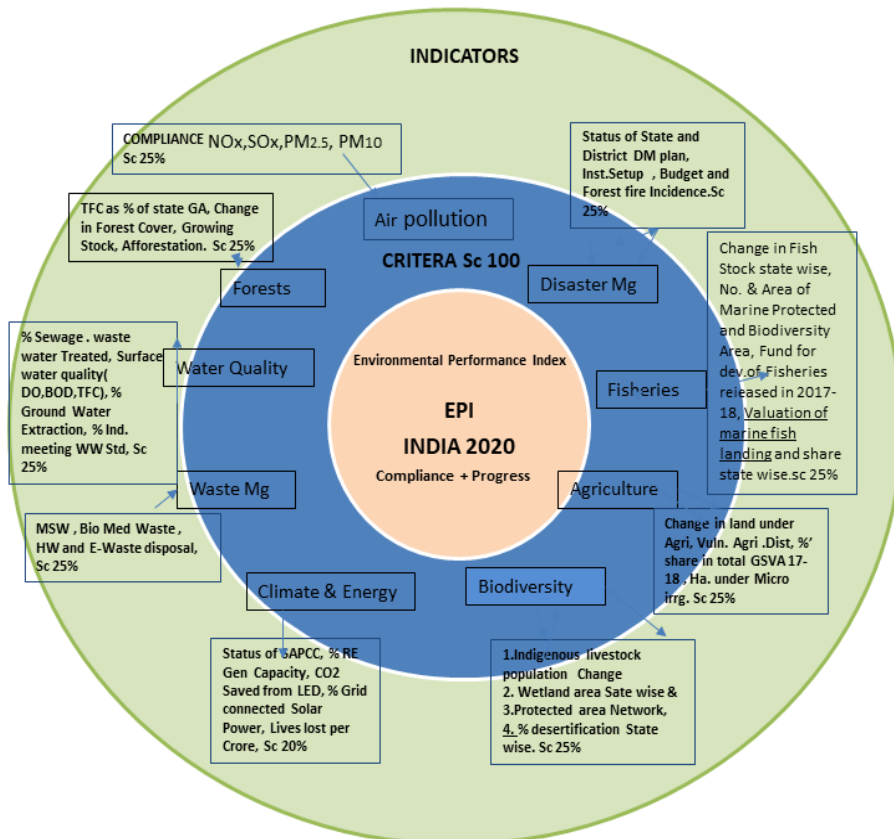 INDICATORS
COMPLIANCE NOx,SOx,PM2.5, PM10
Sc 25%
Status of State and
District DM plan,
Inst.Setup , Budget and
Forest fire Incidence.Sc
25%
TFC as % of state GA, Change
in Forest Cover, Growing
Stock, Afforestation. Sc 25%
Air pollution
CRITERA Sc 100
Forests
Disaster Mg
Change in Fish
Stock state wise,
No. & Area of
Marine Protected
and Biodiversity
Area, Fund for
dev.of Fisheries
released in 2017-
18, Valuation of
marine fish
landing and share
state wise.sc 25%
% Sewage . waste
water Treated, Surface
water quality(
DO,BOD,TFC), %
Ground Water
Extraction, % Ind.
meeting WW Std, Sc
25%
Water Quality
Environmental Performance Index
EPI
INDIA 2020
Compliance + Progress
Fisheries
Waste Mg
Agriculture
MSW , Bio Med Waste ,
HW and E-Waste disposal,
Sc 25%
Change in land under
Agri, Vuln. Agri .Dist, %'
share in total GSVA 17-
18 , Ha. under Micro
irrg. Sc 25%
Climate & Energy
Biodiversity
Status of SAPCC, % RE
Gen Capacity, CO2
Saved from LED, % Grid
connected Solar
Power, Lives lost per
Crore, Sc 20%
1.Indigenous livestock
population Change
2. Wetland area Sate wise &
3.Protected area Network,
4. % desertification State
wise. Sc 25%